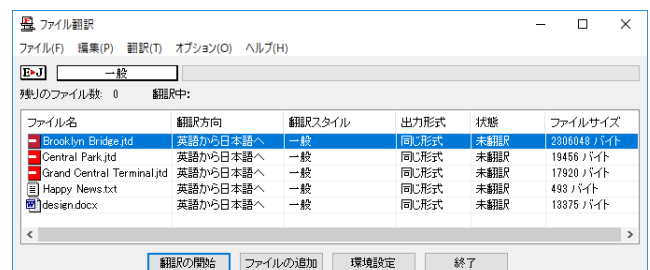 ファイル翻訳
ファイル(F) 編集(P) 翻訳(T) オプション(O) ヘルプ(H)
E▸J 一般
残りのファイル数: 0 翻訳中:
ファイル名 翻訳方向 翻訳スタイル 出力形式 状態 ファイルサイズ
Brooklyn Bridge.jtd 英語から日本語へ 一般 同じ形式 未翻訳 2306048 バイト
Central Park.jtd 英語から日本語へ 一般 同じ形式 未翻訳 19456 バイト
Grand Central Terminal.jtd 英語から日本語へ 一般 同じ形式 未翻訳 17920 バイト
Happy News.txt 英語から日本語へ 一般 同じ形式 未翻訳 493 バイト
design.docx 英語から日本語へ 一般 同じ形式 未翻訳 13375 バイト
翻訳の開始 ファイルの追加 環境設定 終了